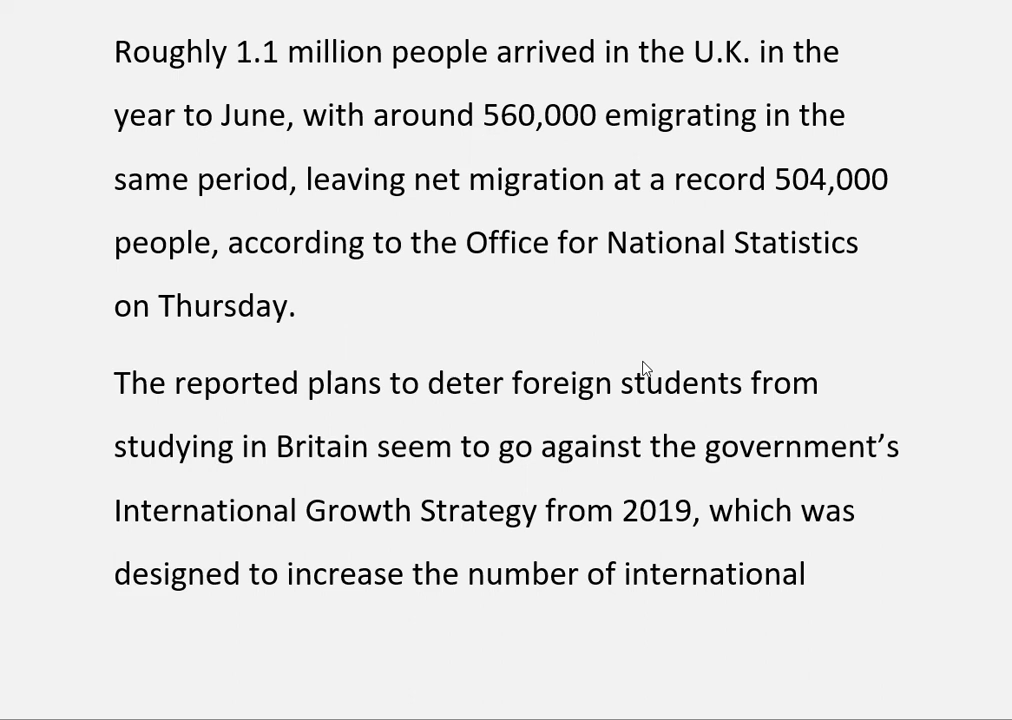 Roughly 1.1 million people arrived in the U.K. in the
year to June, with around 560,000 emigrating in the
same period, leaving net migration at a record 504,000
people, according to the Office for National Statistics
on Thursday.
The reported plans to deter foreign students from
studying in Britain seem to go against the government’s
International Growth Strategy from 2019, which was
designed to increase the number of international